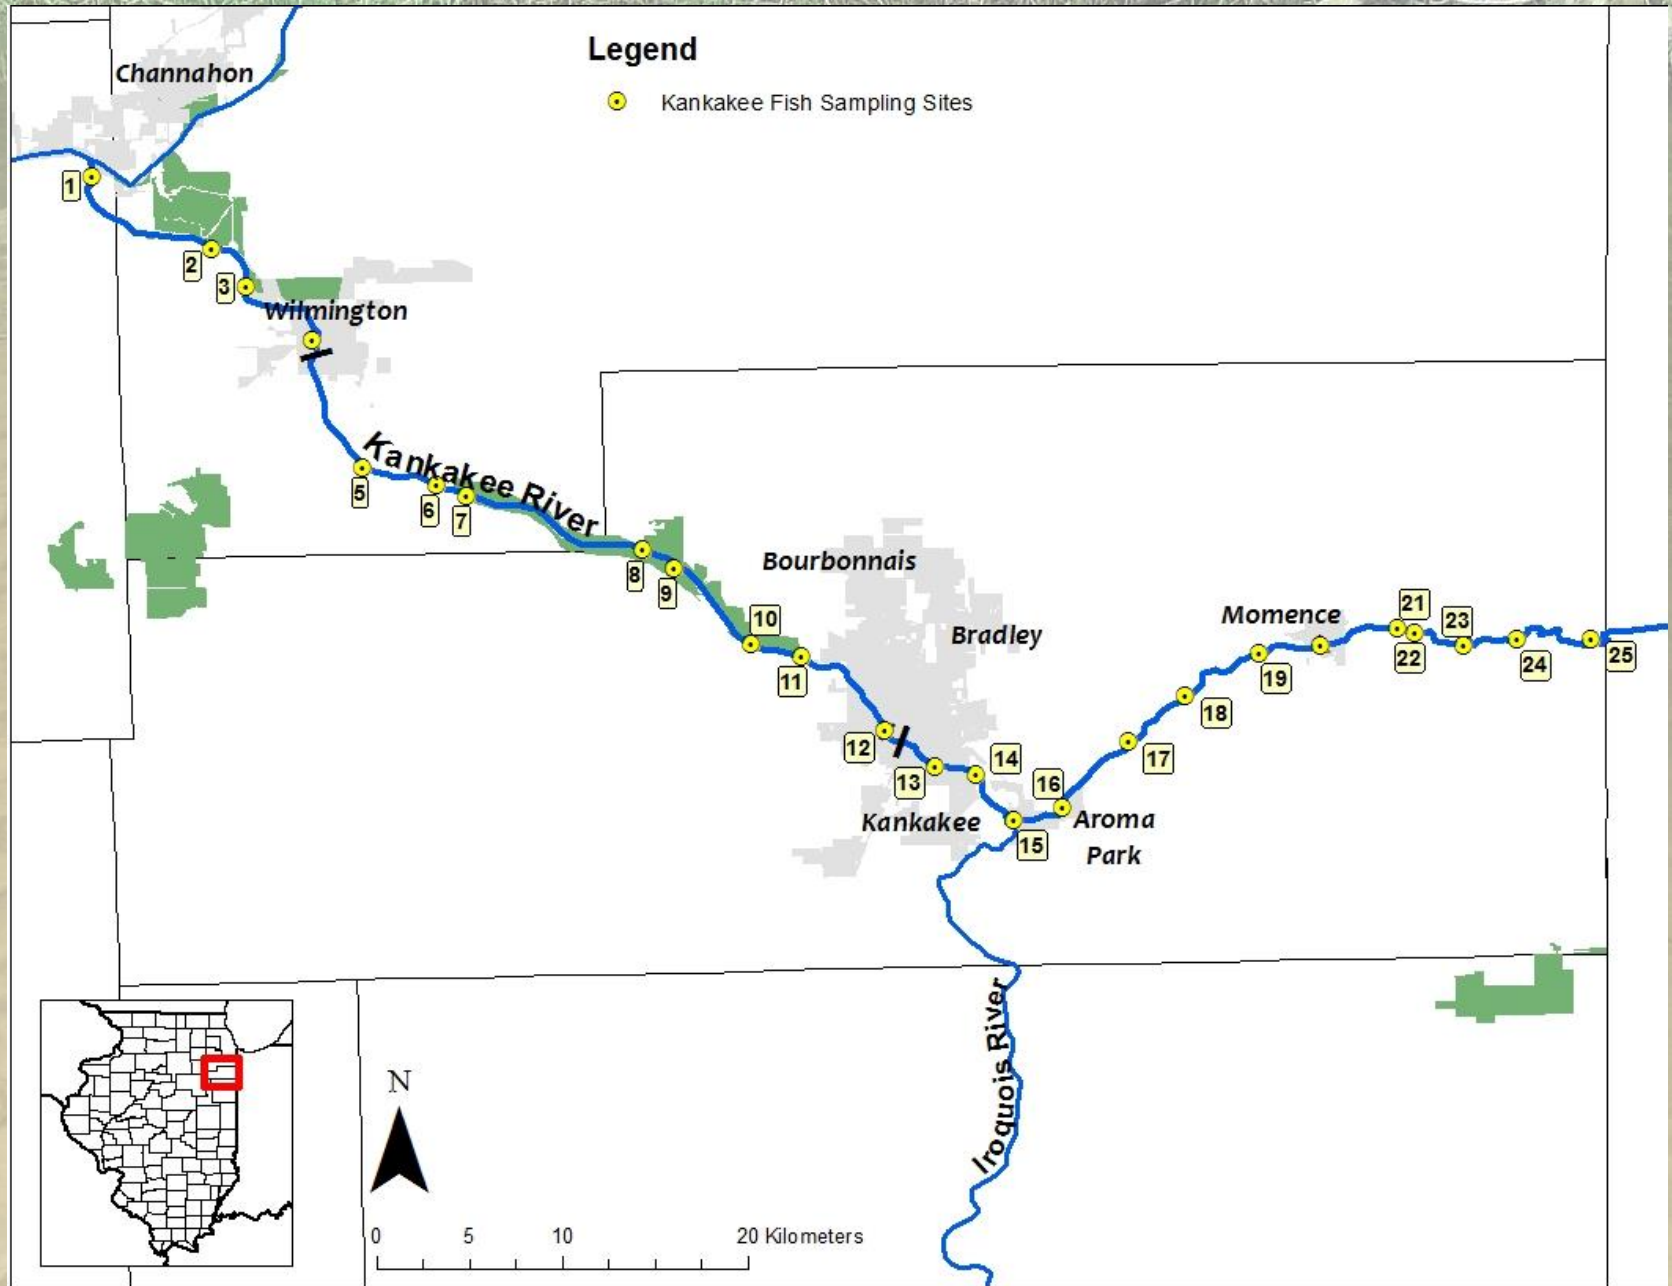 Legend
Kankakee Fish Sampling Sites
Channahon
1
2
3
Wilmington
Kankakee River
5
6
7
8
9
Bourbonnais
10
11
Bradley
12
13
14
Kankakee
15
16
Aroma
Park
17
18
Momence
19
21
22
23
24
25
Iroquois River
N
0 5 10 20 Kilometers